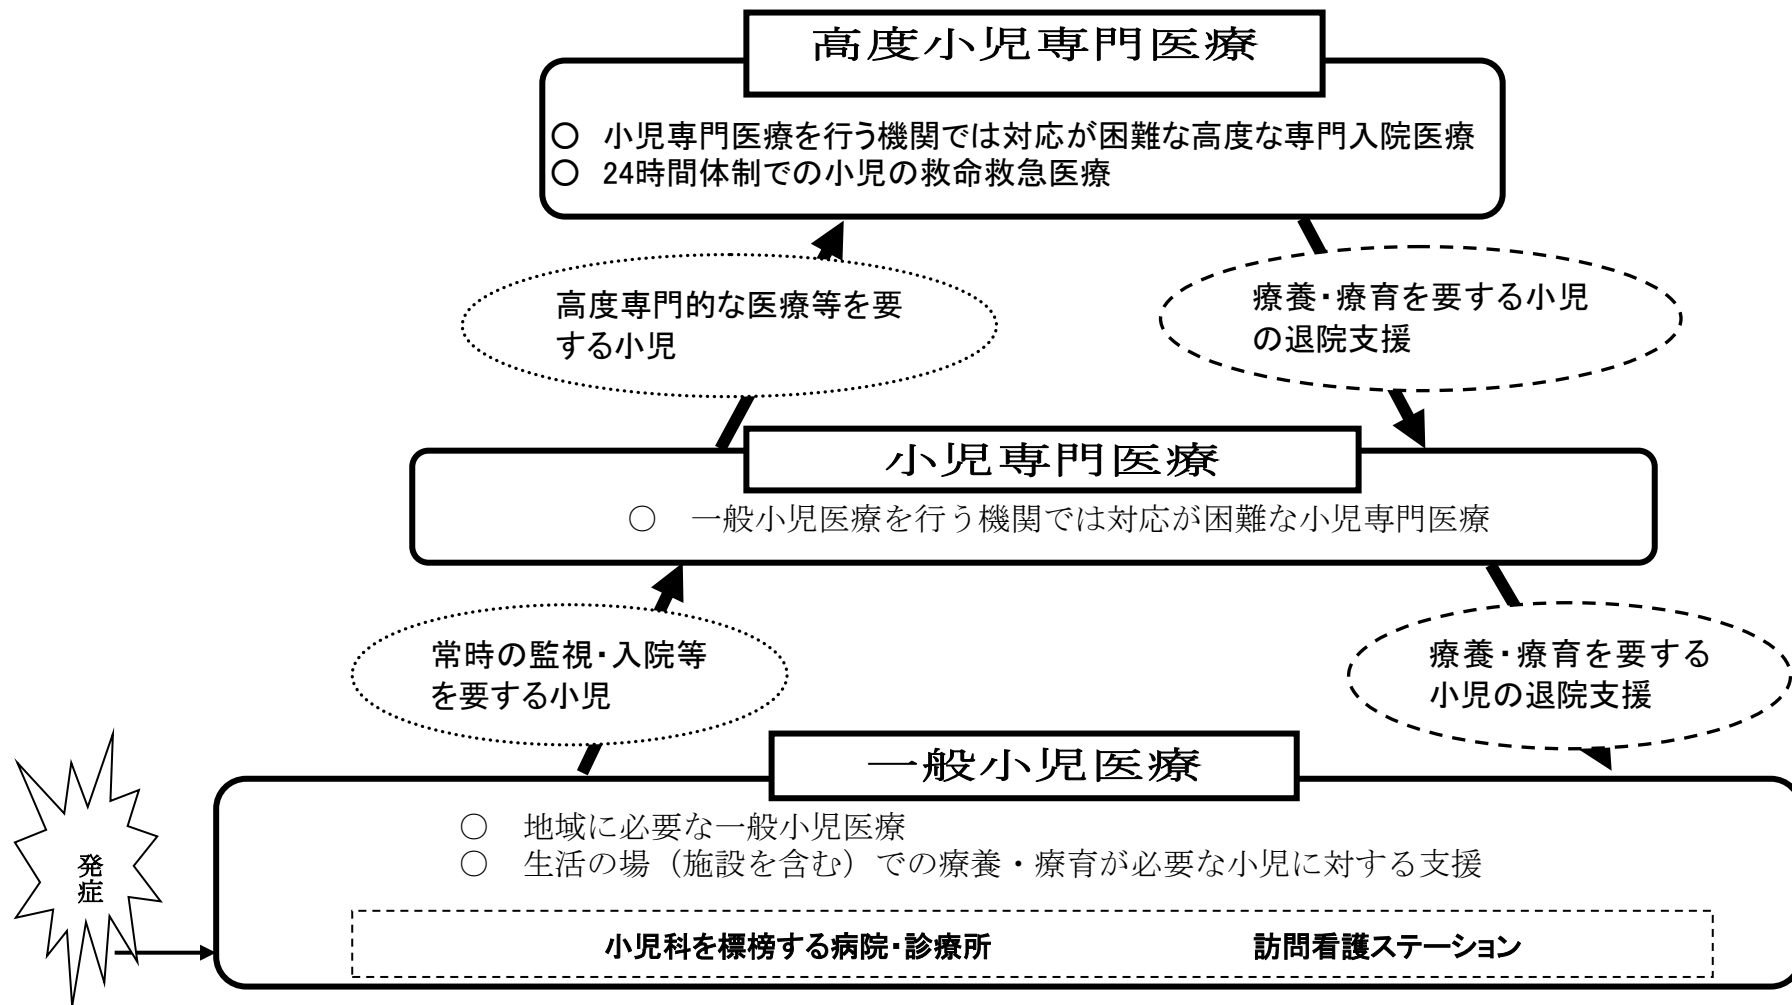 高度小児専門医療
○ 小児専門医療を行う機関では対応が困難な高度な専門入院医療
○ 24時間体制での小児の救命救急医療
高度専門的な医療等を要
する小児
療養・療育を要する小児
の退院支援
小児専門医療
○ 一般小児医療を行う機関では対応が困難な小児専門医療
常時の監視・入院等
を要する小児
療養・療育を要する
小児の退院支援
一般小児医療
○ 地域に必要な一般小児医療
○ 生活の場（施設を含む）での療養・療育が必要な小児に対する支援
発症
小児科を標榜する病院・診療所 訪問看護ステーション